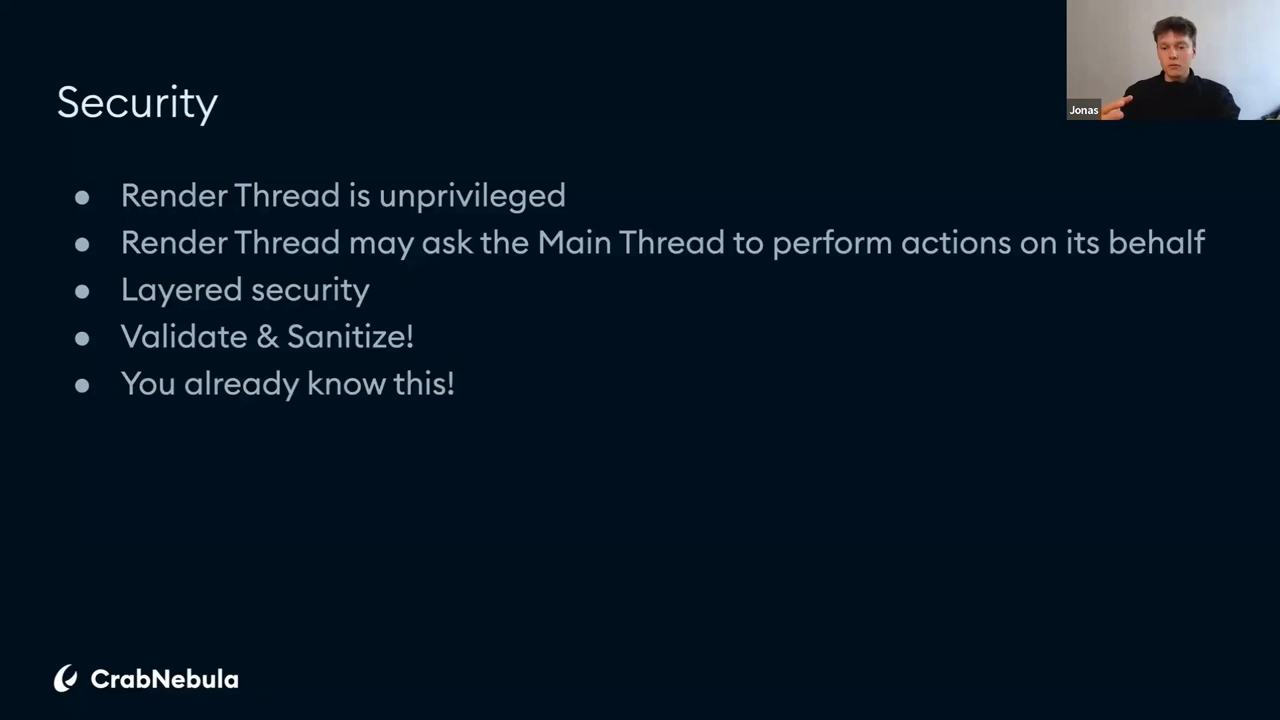 Security
Jonas
● Render Thread is unprivileged
● Render Thread may ask the Main Thread to perform actions on its behalf
● Layered security
● Validate & Sanitize!
● You already know this!
CrabNebula